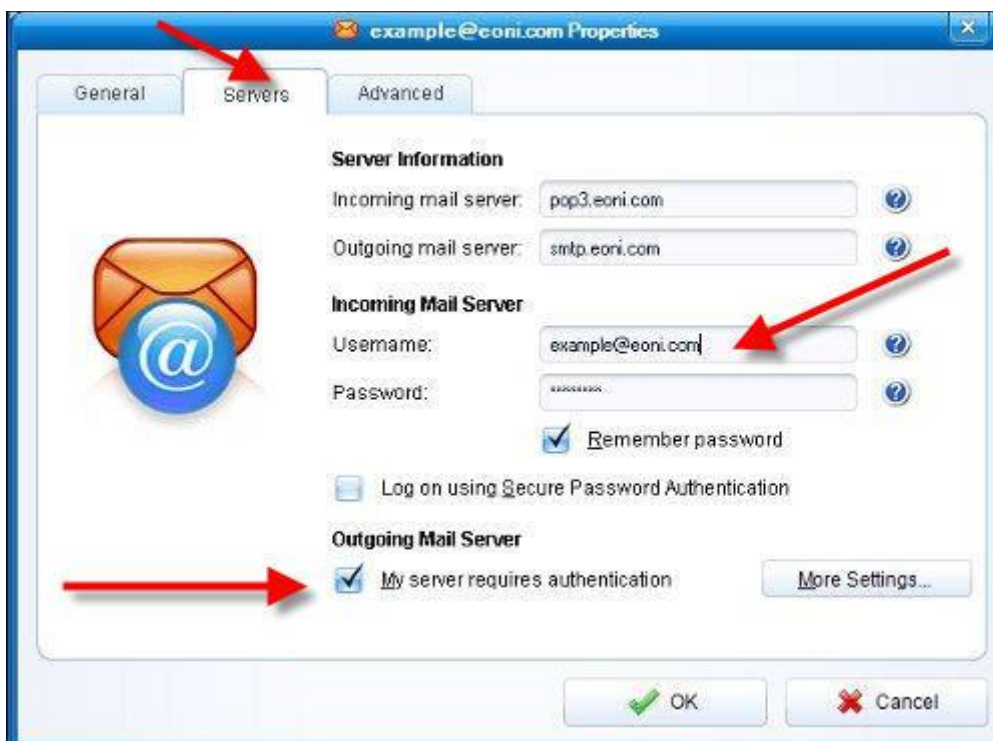 example@eoni.com Properties
General Servers Advanced
Server Information
Incoming mail server: pop3.eoni.com
Outgoing mail server: smtp.eoni.com
Incoming Mail Server
Username: example@eoni.com
Password: *********
Remember password
Log on using Secure Password Authentication
Outgoing Mail Server
My server requires authentication More Settings...
OK Cancel